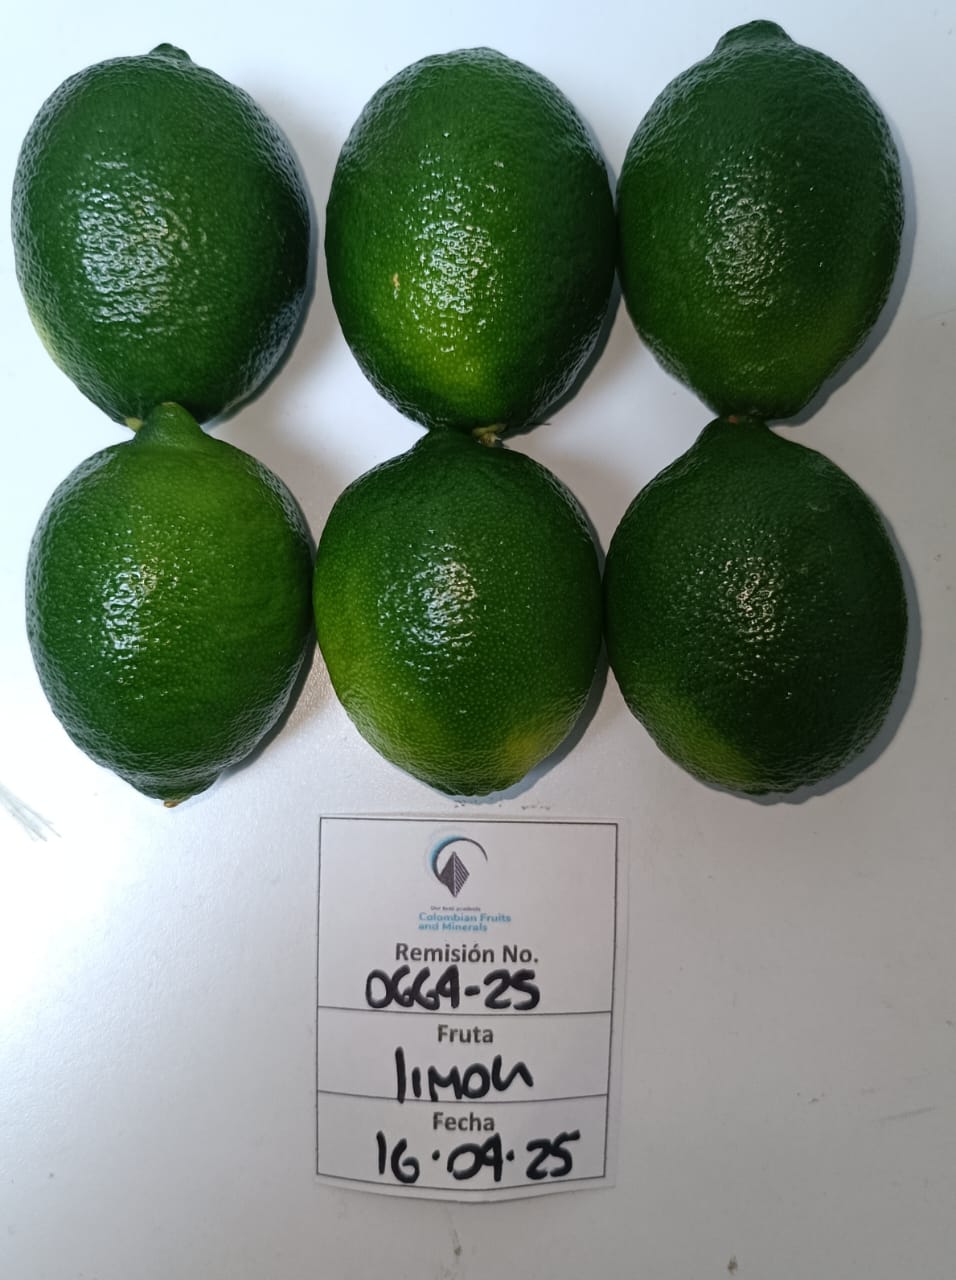 Our best products
Colombian Fruits
and Minerals
Remisión No.
0664-25
Fruta
limon
Fecha
16.04.25